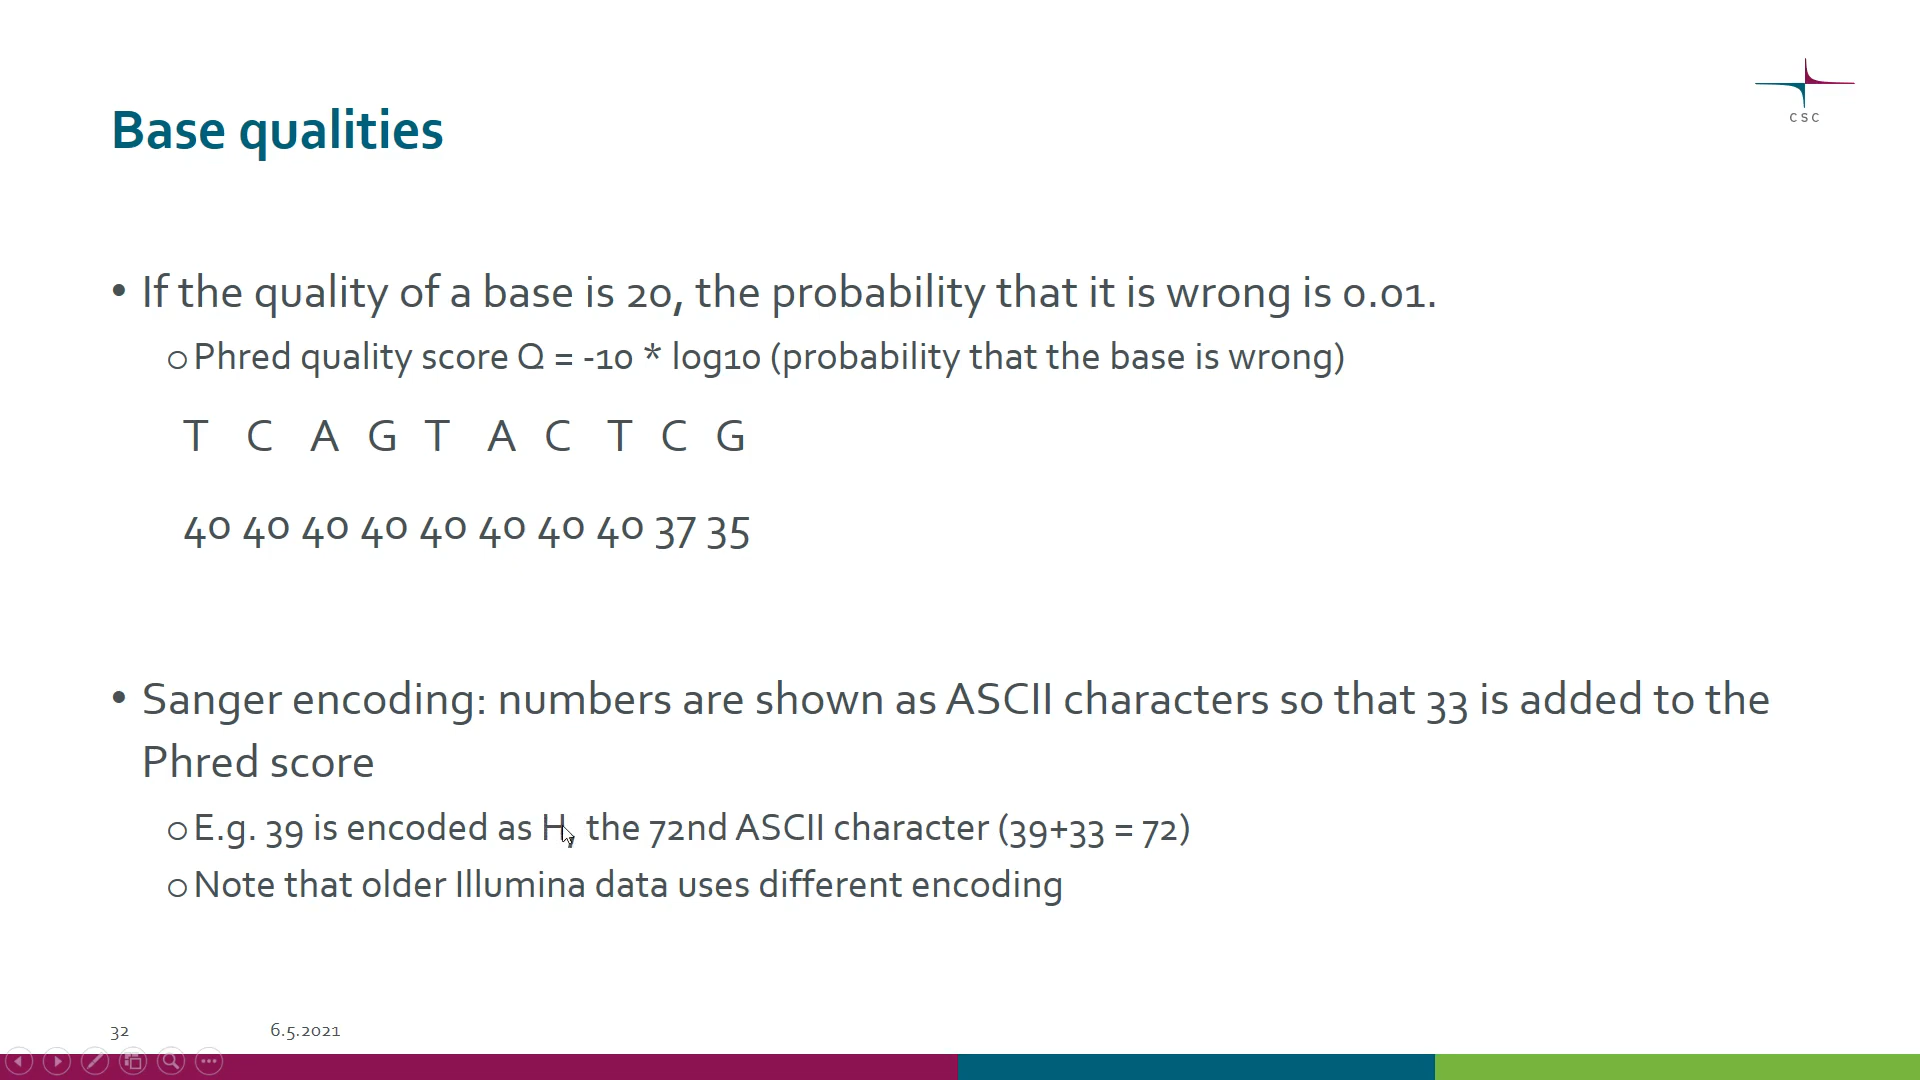 CSC
Base qualities
• If the quality of a base is 20, the probability that it is wrong is 0.01.
o Phred quality score Q = -10 * log10 (probability that the base is wrong)
T C A G T A C T C G
40 40 40 40 40 40 40 40 37 35
• Sanger encoding: numbers are shown as ASCII characters so that 33 is added to the
Phred score
o E.g. 39 is encoded as H, the 72nd ASCII character (39+33 = 72)
o Note that older Illumina data uses different encoding
32 6.5.2021